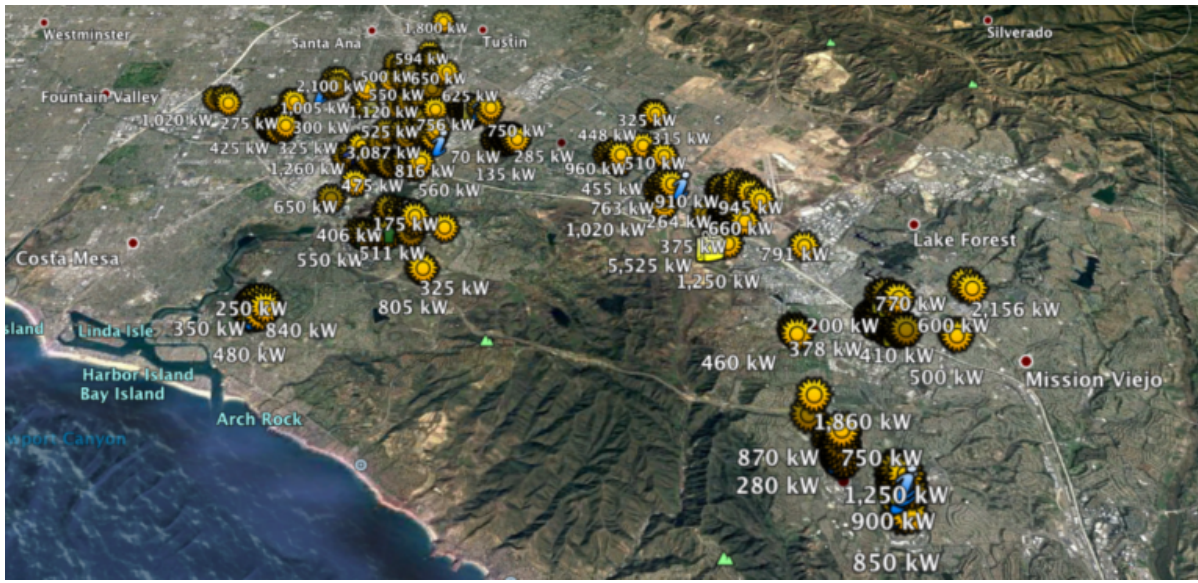 Westminster
1,800 kW
Silverado
Santa Ana
Tustin
594 kW
500 kW
650 kW
2,100 kW
Fountain Valley
550 kW
625 kW
1,005 kW
1,120 kW
1,020 kW
275 kW
300 kW
525 kW
756 kW
750 kW
325 kW
448 kW
315 kW
425 kW
325 kW
3,087 kW
70 kW
285 kW
960 kW
510 kW
1,260 kW
816 kW
135 kW
475 kW
560 kW
455 kW
650 kW
763 kW
910 kW
945 kW
175 kW
264 kW
660 kW
406 kW
1,020 kW
Costa Mesa
550 kW
511 kW
375 kW
791 kW
Lake Forest
5,525 kW
1,250 kW
325 kW
805 kW
250 kW
770 kW
2,156 kW
Linda Isle
350 kW
840 kW
200 kW
600 kW
480 kW
378 kW
410 kW
460 kW
500 kW
Harbor Island
Bay Island
Mission Viejo
Arch Rock
1,860 kW
870 kW
750 kW
280 kW
1,250 kW
900 kW
850 kW